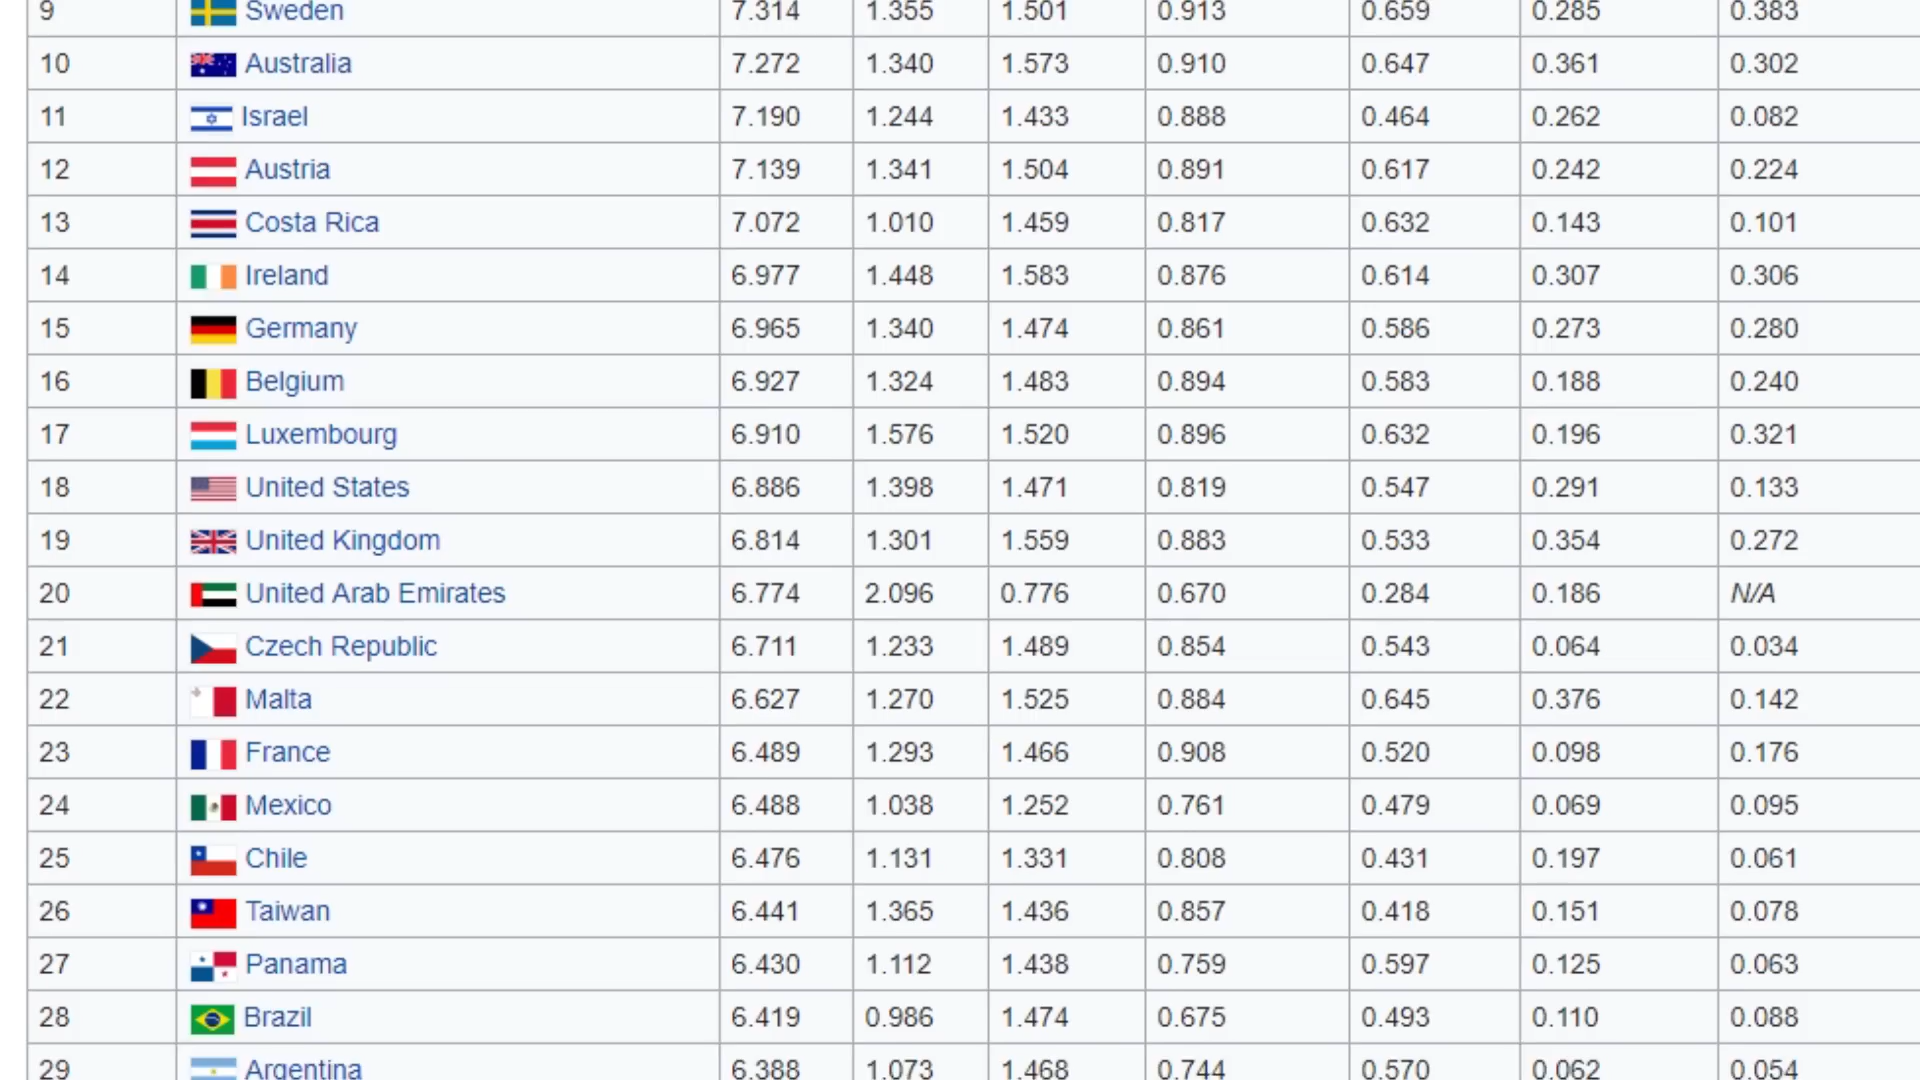 9 Sweden 7.314 1.355 1.501 0.913 0.659 0.285 0.383
10 Australia 7.272 1.340 1.573 0.910 0.647 0.361 0.302
11 Israel 7.190 1.244 1.433 0.888 0.464 0.262 0.082
12 Austria 7.139 1.341 1.504 0.891 0.617 0.242 0.224
13 Costa Rica 7.072 1.010 1.459 0.817 0.632 0.143 0.101
14 Ireland 6.977 1.448 1.583 0.876 0.614 0.307 0.306
15 Germany 6.965 1.340 1.474 0.861 0.586 0.273 0.280
16 Belgium 6.927 1.324 1.483 0.894 0.583 0.188 0.240
17 Luxembourg 6.910 1.576 1.520 0.896 0.632 0.196 0.321
18 United States 6.886 1.398 1.471 0.819 0.547 0.291 0.133
19 United Kingdom 6.814 1.301 1.559 0.883 0.533 0.354 0.272
20 United Arab Emirates 6.774 2.096 0.776 0.670 0.284 0.186 N/A
21 Czech Republic 6.711 1.233 1.489 0.854 0.543 0.064 0.034
22 Malta 6.627 1.270 1.525 0.884 0.645 0.376 0.142
23 France 6.489 1.293 1.466 0.908 0.520 0.098 0.176
24 Mexico 6.488 1.038 1.252 0.761 0.479 0.069 0.095
25 Chile 6.476 1.131 1.331 0.808 0.431 0.197 0.061
26 Taiwan 6.441 1.365 1.436 0.857 0.418 0.151 0.078
27 Panama 6.430 1.112 1.438 0.759 0.597 0.125 0.063
28 Brazil 6.419 0.986 1.474 0.675 0.493 0.110 0.088
29 Argentina 6.388 1.073 1.468 0.744 0.570 0.062 0.054